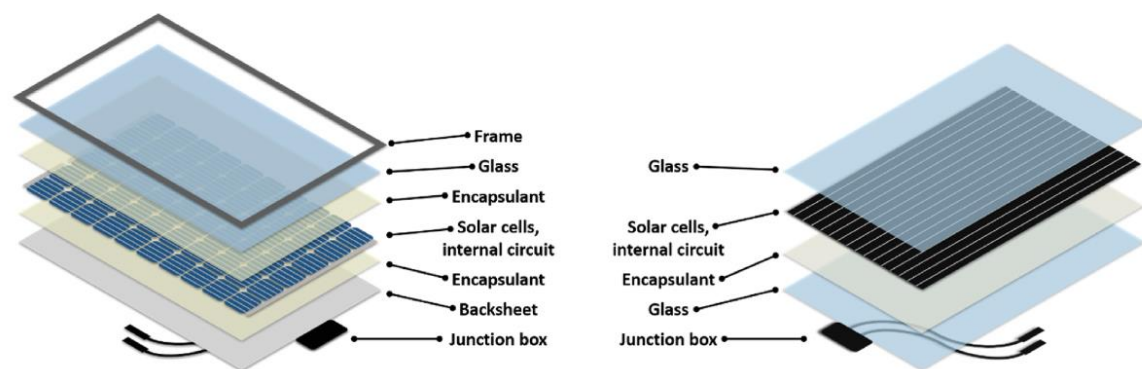 Frame
Glass
Encapsulant
Solar cells,
internal circuit
Encapsulant
Backsheet
Junction box
Glass
Solar cells,
internal circuit
Encapsulant
Glass
Junction box